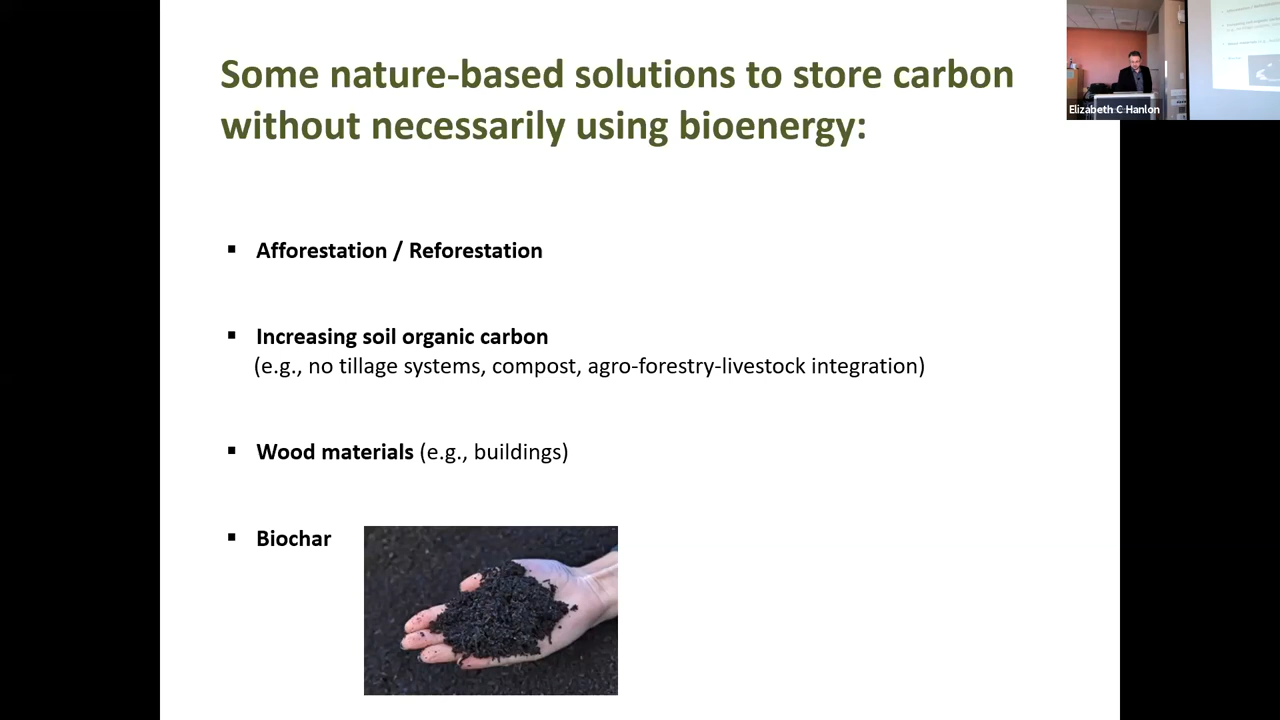 Some nature-based solutions to store carbon
without necessarily using bioenergy:
Elizabeth C Hanlon
▪ Afforestation / Reforestation
▪ Increasing soil organic carbon
(e.g., no tillage systems, compost, agro-forestry-livestock integration)
▪ Wood materials (e.g., buildings)
▪ Biochar